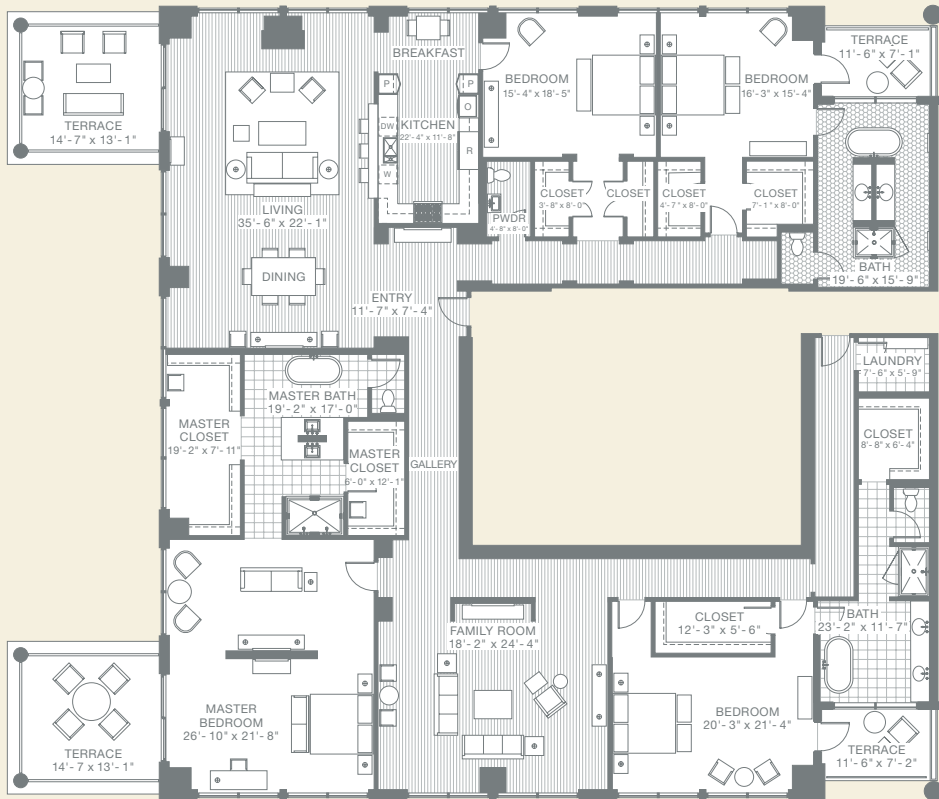 BREAKFAST
TERRACE
11'- 6" x 7'- 1"
BEDROOM
15'- 4" x 18'- 5"
BEDROOM
16'- 3" x 15'- 4"
P
P
O
TERRACE
14'- 7" x 13'- 1"
DW
KITCHEN
22'- 4" x 11'- 8"
R
W
CLOSET
3'- 8" x 8'-0"
CLOSET
CLOSET
4'- 7" x 8'-0"
CLOSET
7'- 1" x 8'-0"
LIVING
35'- 6" x 22'- 1"
PWDR
4'- 8" x 8'-0"
DINING
BATH
19'- 6" x 15'- 9"
ENTRY
11'- 7" x 7'- 4"
LAUNDRY
7'- 6" x 5'- 9"
MASTER BATH
19'- 2" x 17'- 0"
MASTER
CLOSET
19'- 2" x 7'- 11"
CLOSET
8'- 8" x 6'- 4"
MASTER
CLOSET
6'- 0" x 12'- 1"
GALLERY
CLOSET
12'- 3" x 5'- 6"
BATH
23'- 2" x 11'- 7"
FAMILY ROOM
18'- 2" x 24'- 4"
MASTER
BEDROOM
26'- 10" x 21'- 8"
BEDROOM
20'- 3" x 21'- 4"
TERRACE
14'- 7 x 13'- 1"
TERRACE
11'- 6" x 7'- 2"